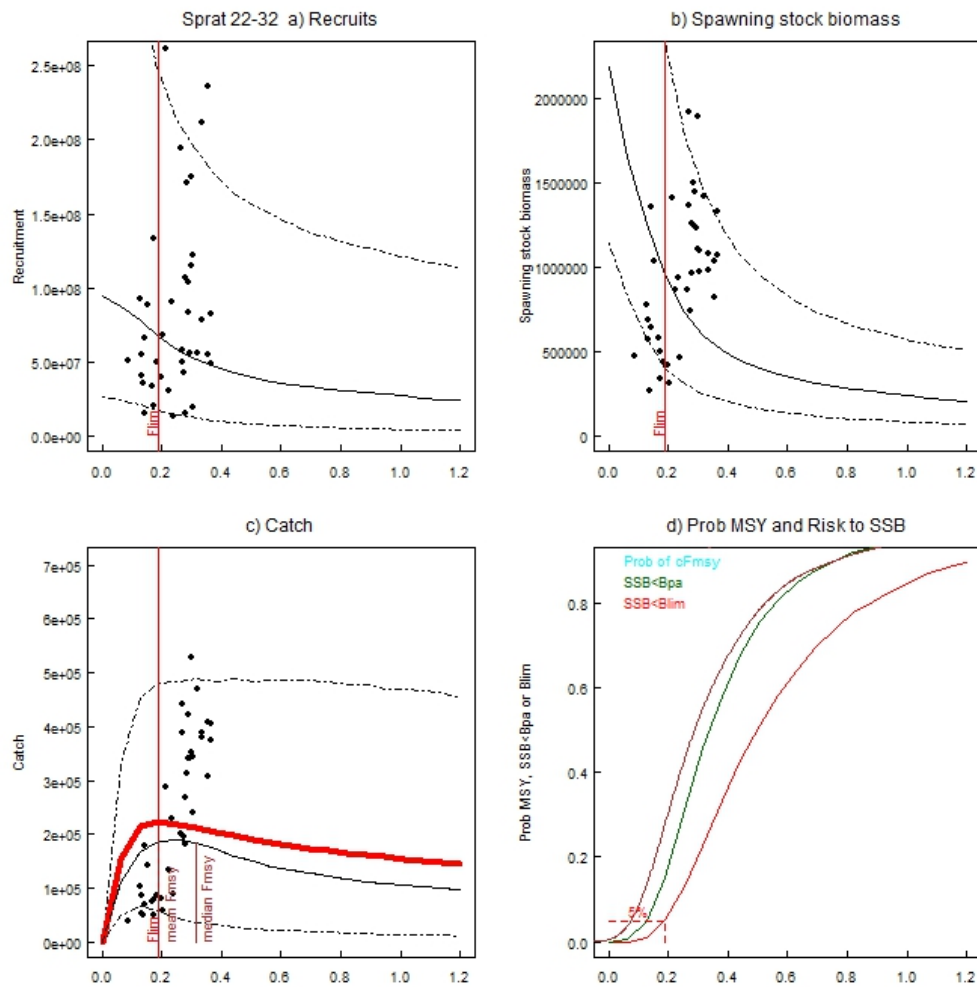 Sprat 22-32 a) Recruits
2.5e+08
2.0e+08
1.5e+08
1.0e+08
5.0e+07
0.0e+00
Recruitment
Flim
0.0 0.2 0.4 0.6 0.8 1.0 1.2
b) Spawning stock biomass
2000000
1500000
1000000
500000
0
Spawning stock biomass
Flim
0.0 0.2 0.4 0.6 0.8 1.0 1.2
c) Catch
7e+05
6e+05
5e+05
4e+05
3e+05
2e+05
1e+05
0e+00
Catch
Flim
mean Fmsy
median Fmsy
0.0 0.2 0.4 0.6 0.8 1.0 1.2
d) Prob MSY and Risk to SSB
Prob of cFmsy
SSB<Bpa
SSB<Blim
0.8
0.6
0.4
0.2
0.0
Prob MSY, SSB<Bpa or Blim
5%
0.0 0.2 0.4 0.6 0.8 1.0 1.2